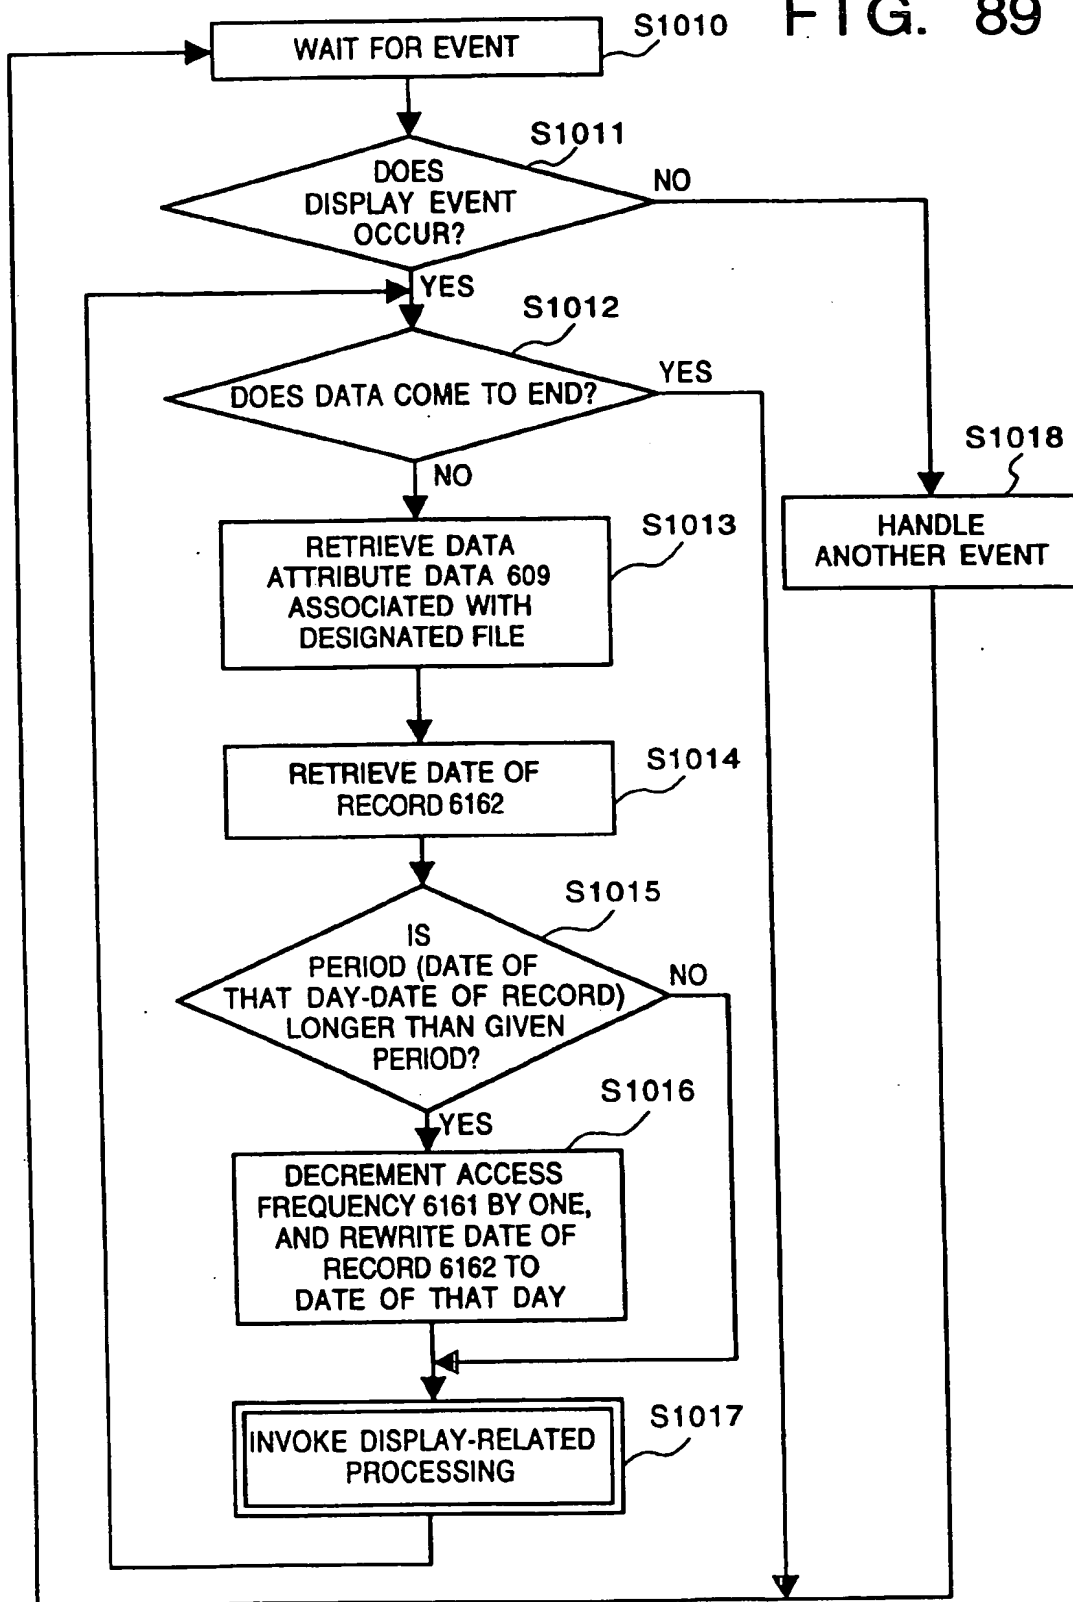 FIG. 89
S1010
WAIT FOR EVENT
S1011
DOES
DISPLAY EVENT
OCCUR?
NO
YES
S1012
DOES DATA COME TO END?
YES
NO
S1018
HANDLE
ANOTHER EVENT
S1013
RETRIEVE DATA
ATTRIBUTE DATA 609
ASSOCIATED WITH
DESIGNATED FILE
S1014
RETRIEVE DATE OF
RECORD 6162
S1015
IS
PERIOD (DATE OF
THAT DAY-DATE OF RECORD)
LONGER THAN GIVEN
PERIOD?
NO
YES
S1016
DECREMENT ACCESS
FREQUENCY 6161 BY ONE,
AND REWRITE DATE OF
RECORD 6162 TO
DATE OF THAT DAY
S1017
INVOKE DISPLAY-RELATED
PROCESSING